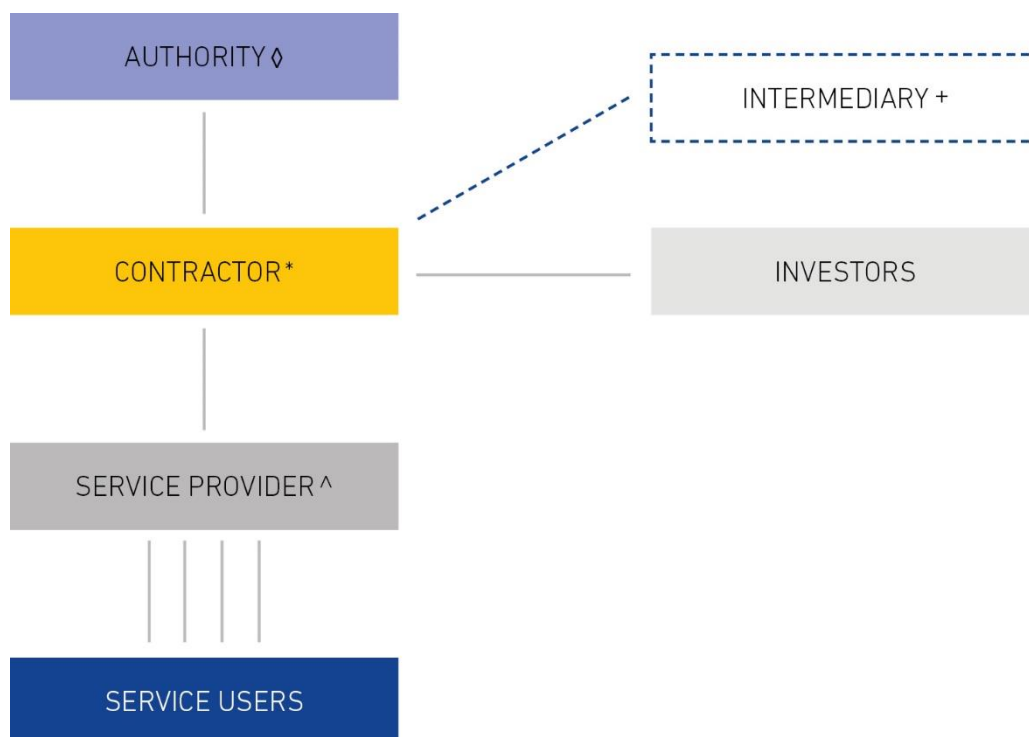 AUTHORITY ◊
INTERMEDIARY +
CONTRACTOR *
INVESTORS
SERVICE PROVIDER ^
SERVICE USERS